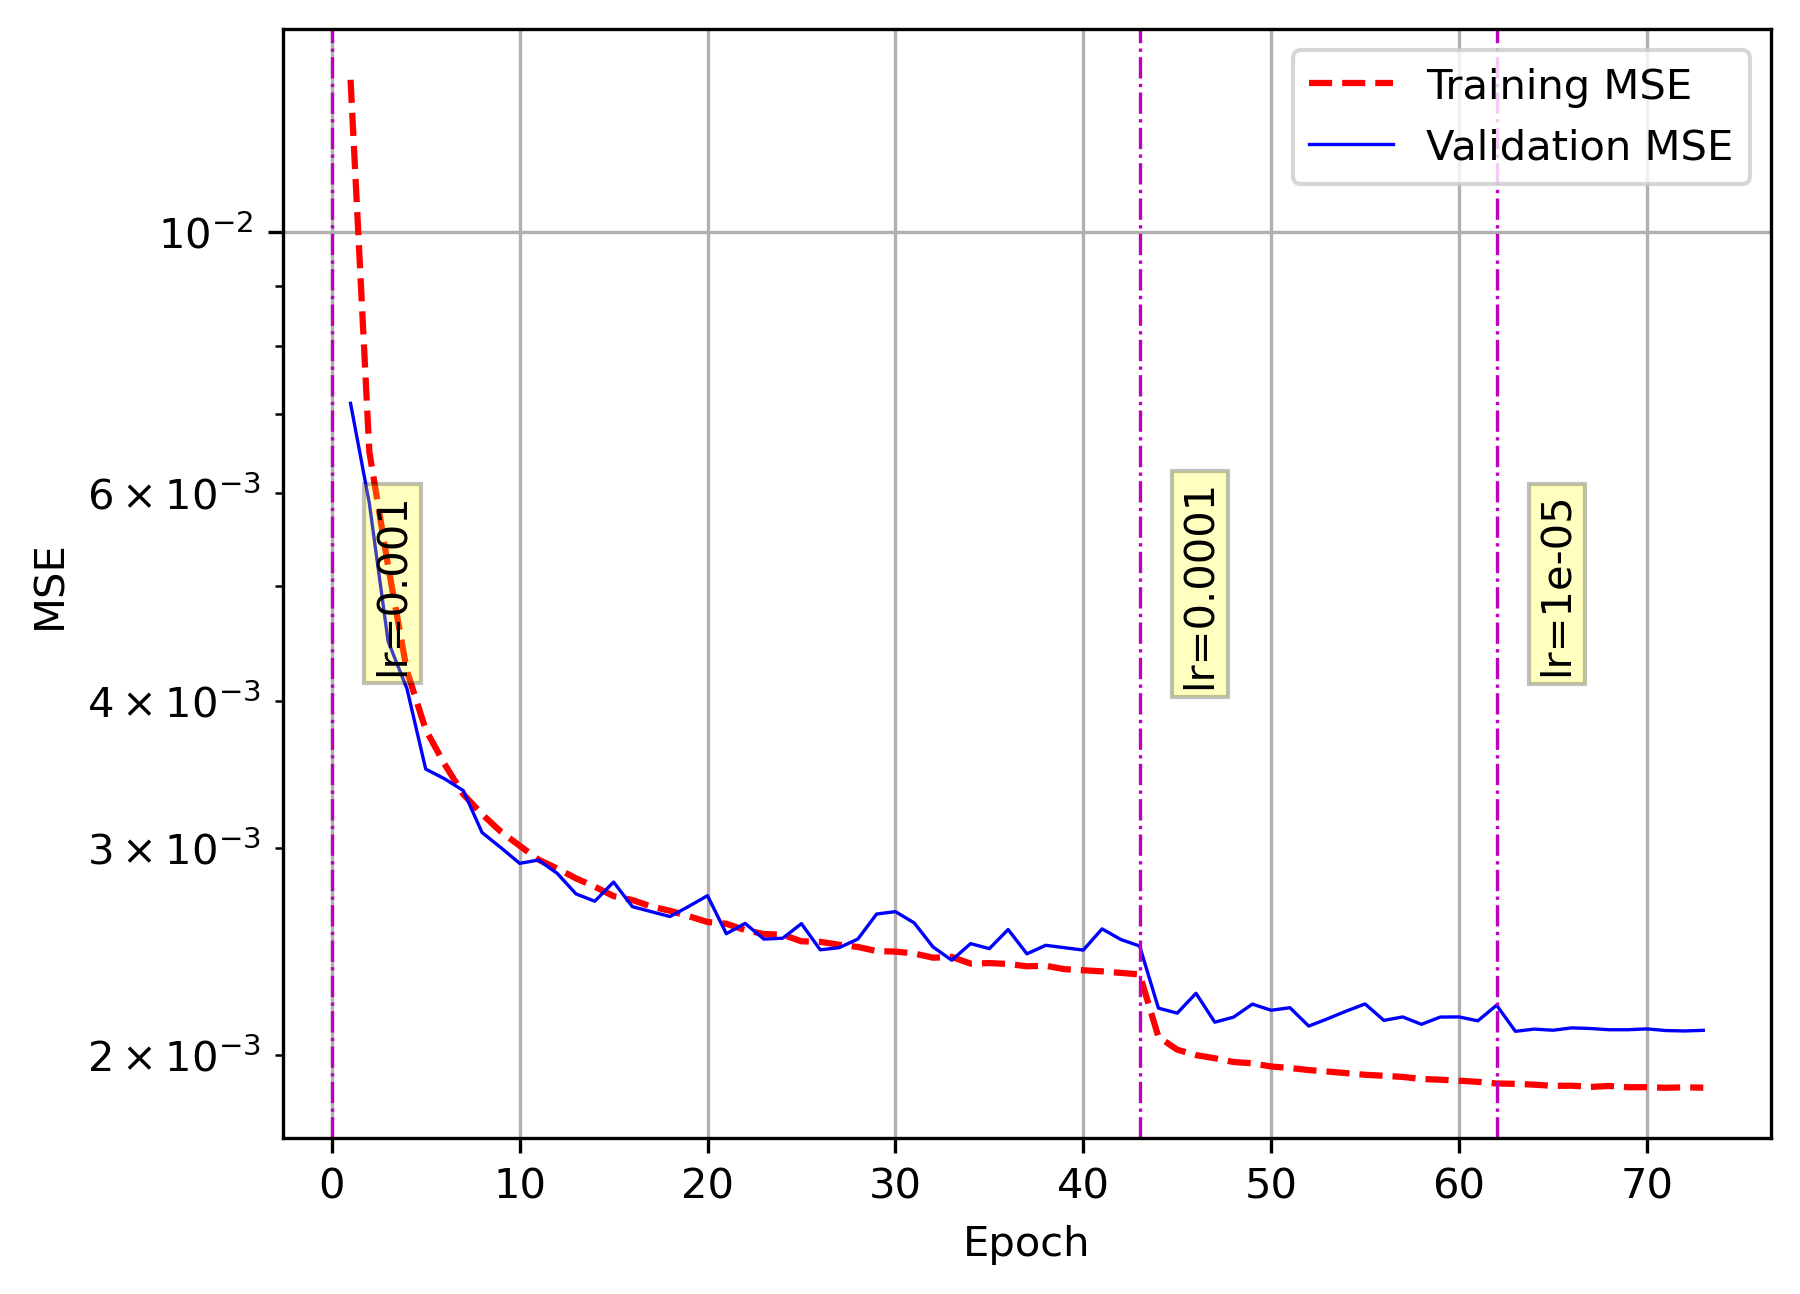 Training MSE
Validation MSE
10⁻²
6×10⁻³
4×10⁻³
3×10⁻³
2×10⁻³
MSE
lr=0.001
lr=0.0001
lr=1e-05
0 10 20 30 40 50 60 70
Epoch